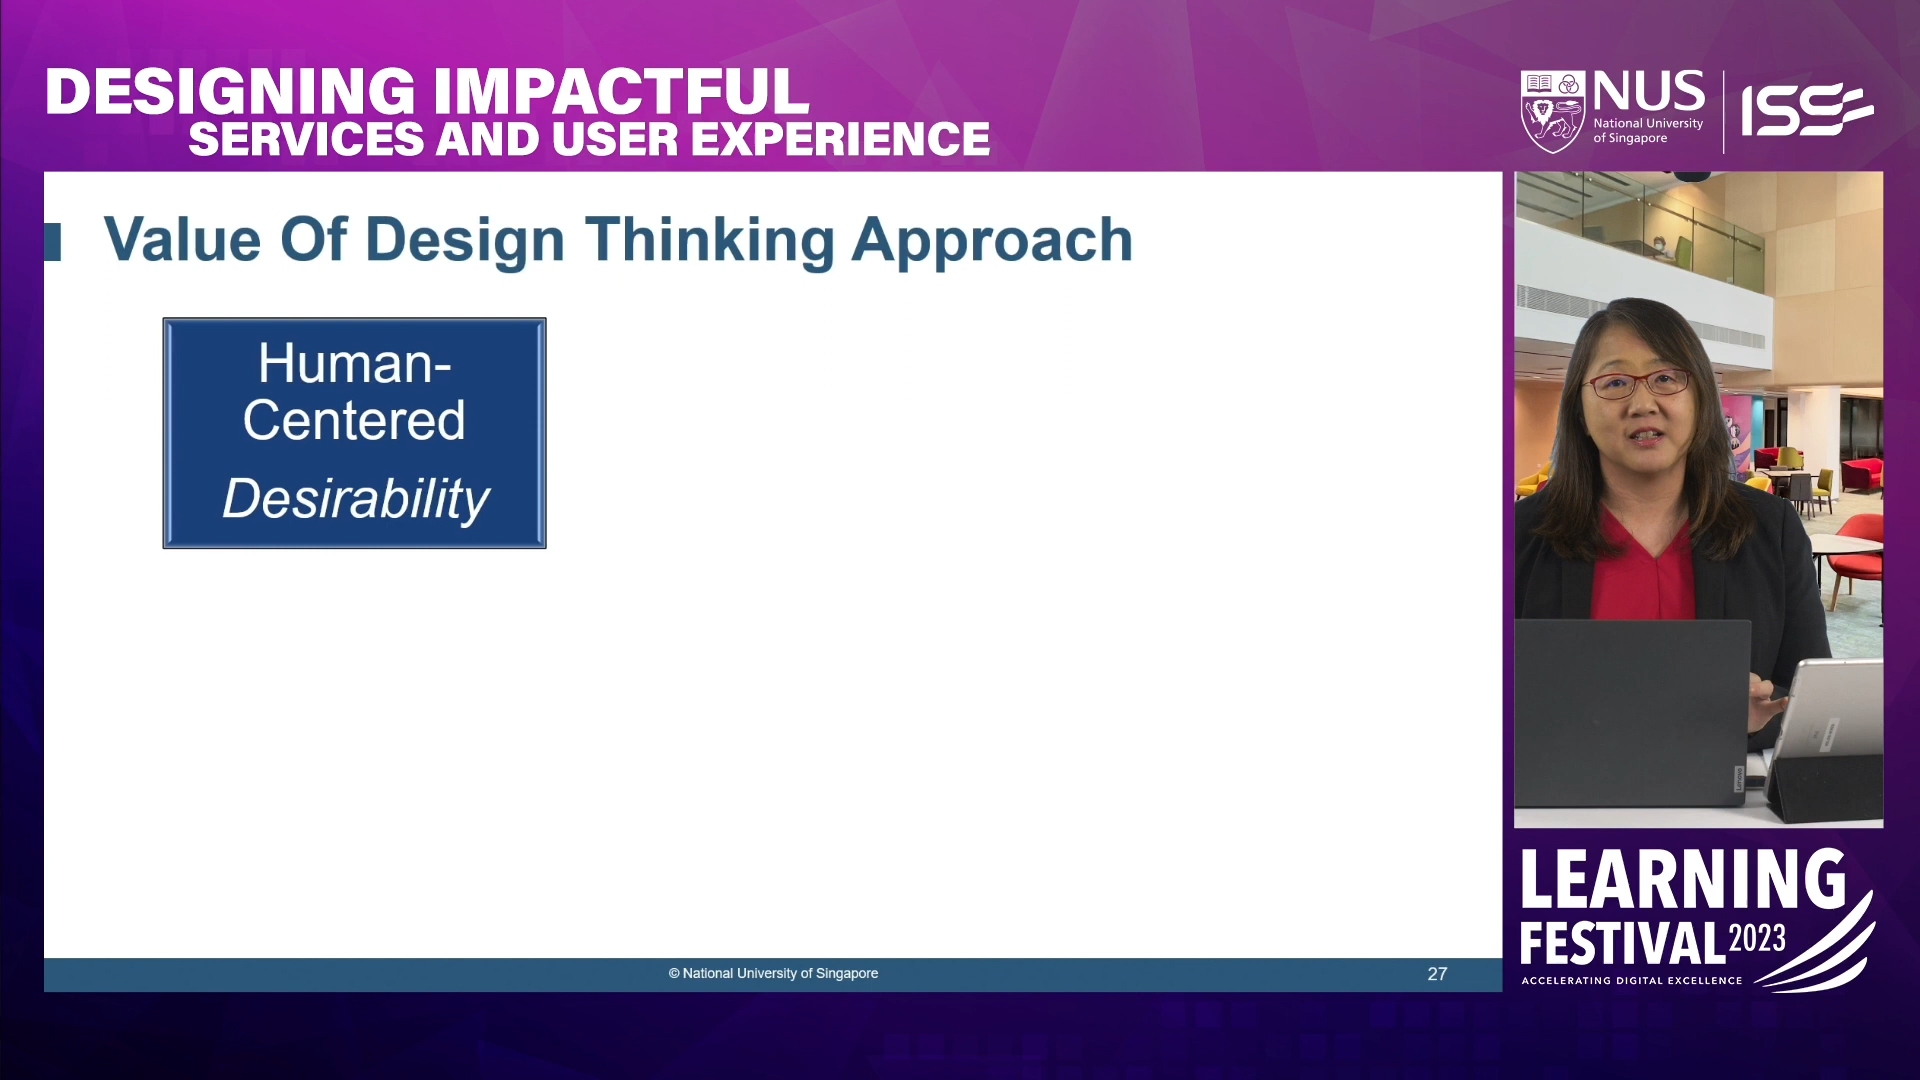 DESIGNING IMPACTFUL
SERVICES AND USER EXPERIENCE
NUS
National University
of Singapore
ISS
Value Of Design Thinking Approach
Human-
Centered
Desirability
© National University of Singapore
27
Lenovo
LEARNING
FESTIVAL 2023
ACCELERATING DIGITAL EXCELLENCE